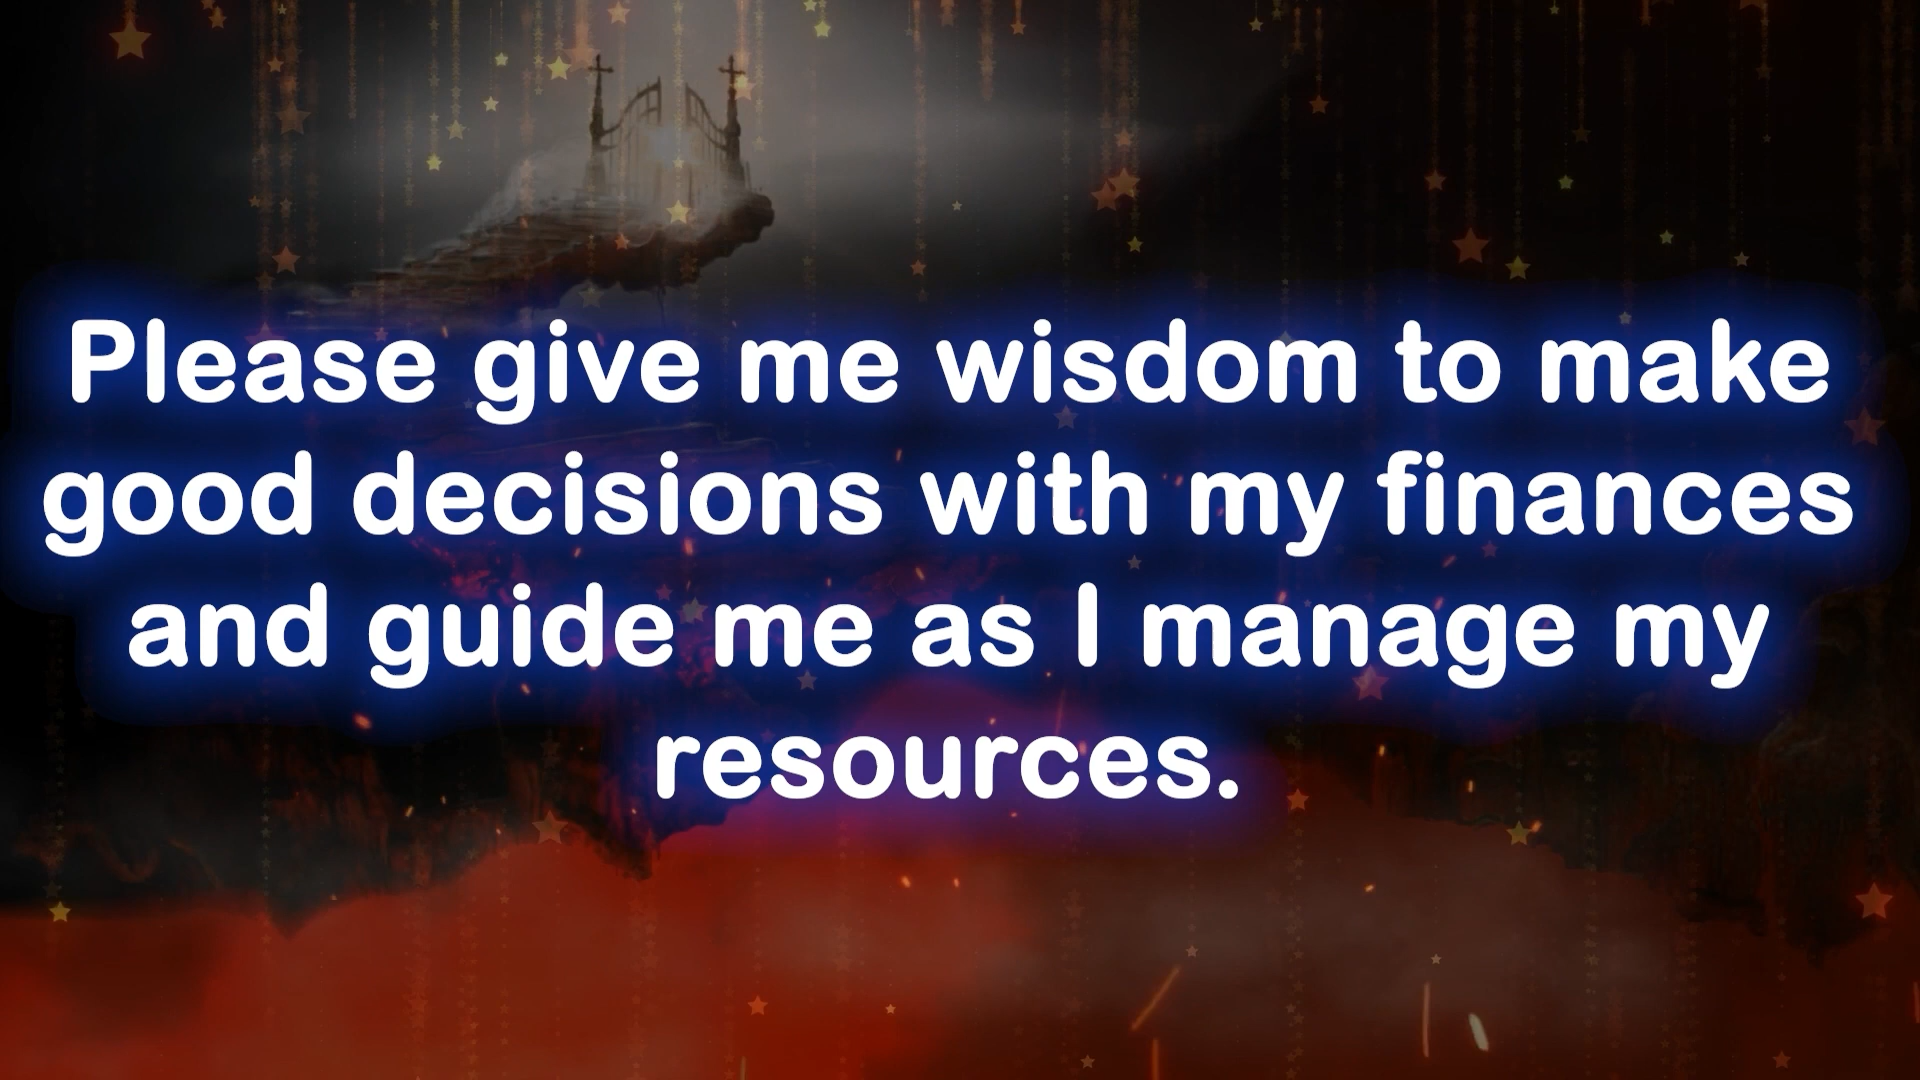 Please give me wisdom to make
good decisions with my finances
and guide me as I manage my
resources.